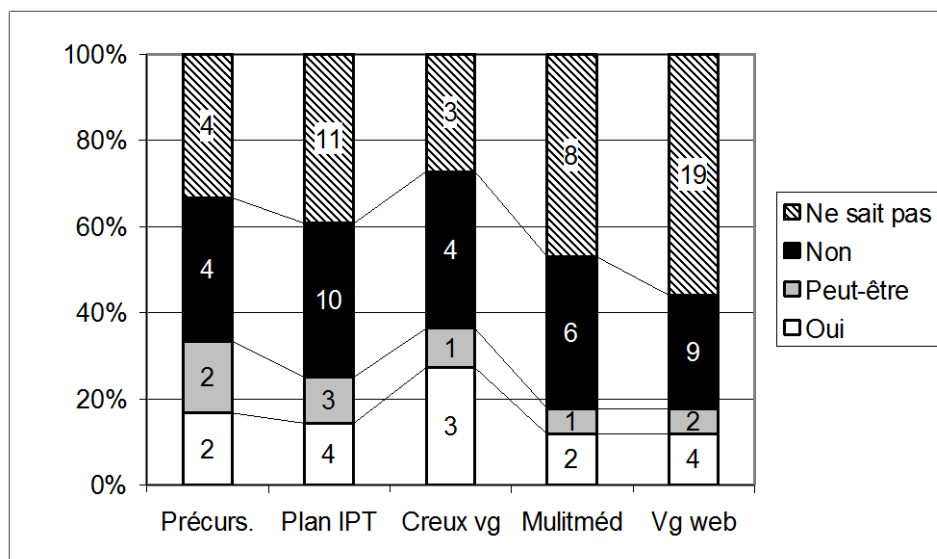 100%
80%
60%
40%
20%
0%
4 11 3 8 19
4 10 4 6 9
2 3 1 1 2
2 4 3 2 4
Précurs. Plan IPT Creux vg Mulitméd Vg web
Ne sait pas
Non
Peut-être
Oui